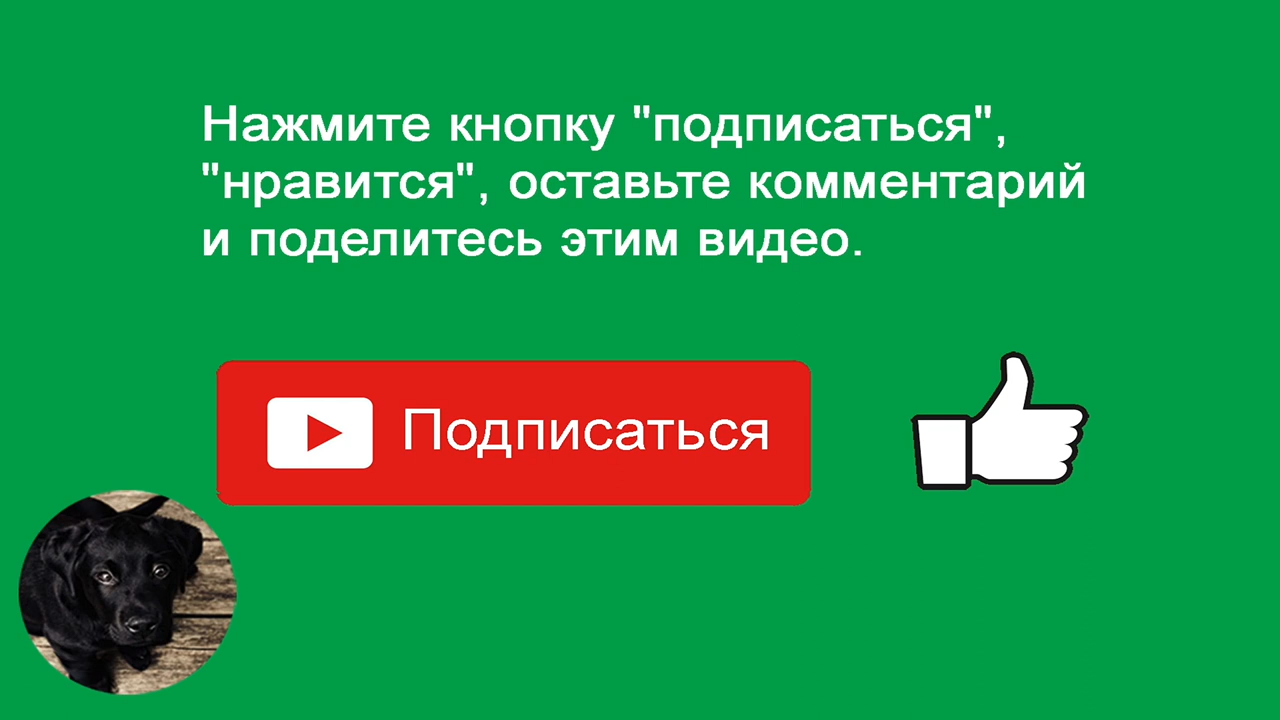 Нажмите кнопку "подписаться",
"нравится", оставьте комментарий
и поделитесь этим видео.
Подписаться